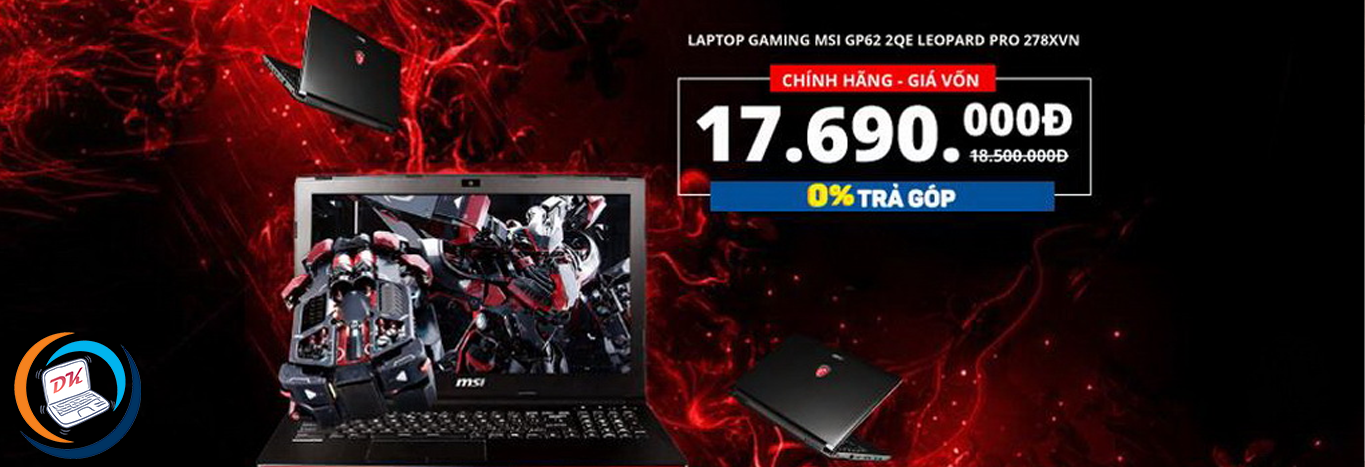 LAPTOP GAMING MSI GP62 2QE LEOPARD PRO 278XVN
CHÍNH HÃNG - GIÁ VỐN
17.690.000Đ
18.500.000Đ
0% TRẢ GÓP
msi
DK